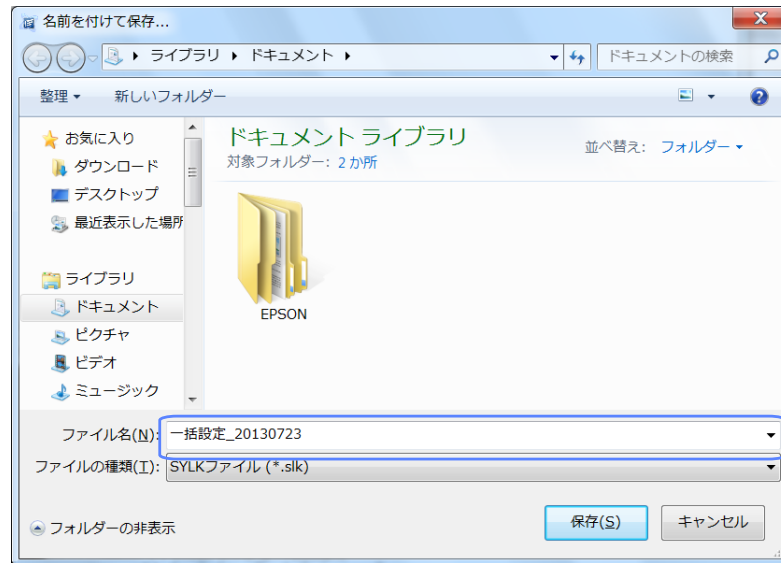 名前を付けて保存...
ライブラリ ▸ ドキュメント ▸
ドキュメントの検索
整理 新しいフォルダー
お気に入り
ダウンロード
デスクトップ
最近表示した場所
ライブラリ
ドキュメント
ピクチャ
ビデオ
ミュージック
ドキュメント ライブラリ
対象フォルダー: 2 か所
並べ替え: フォルダー
EPSON
ファイル名(N): 一括設定_20130723
ファイルの種類(T): SYLKファイル (*.slk)
フォルダーの非表示
保存(S) キャンセル